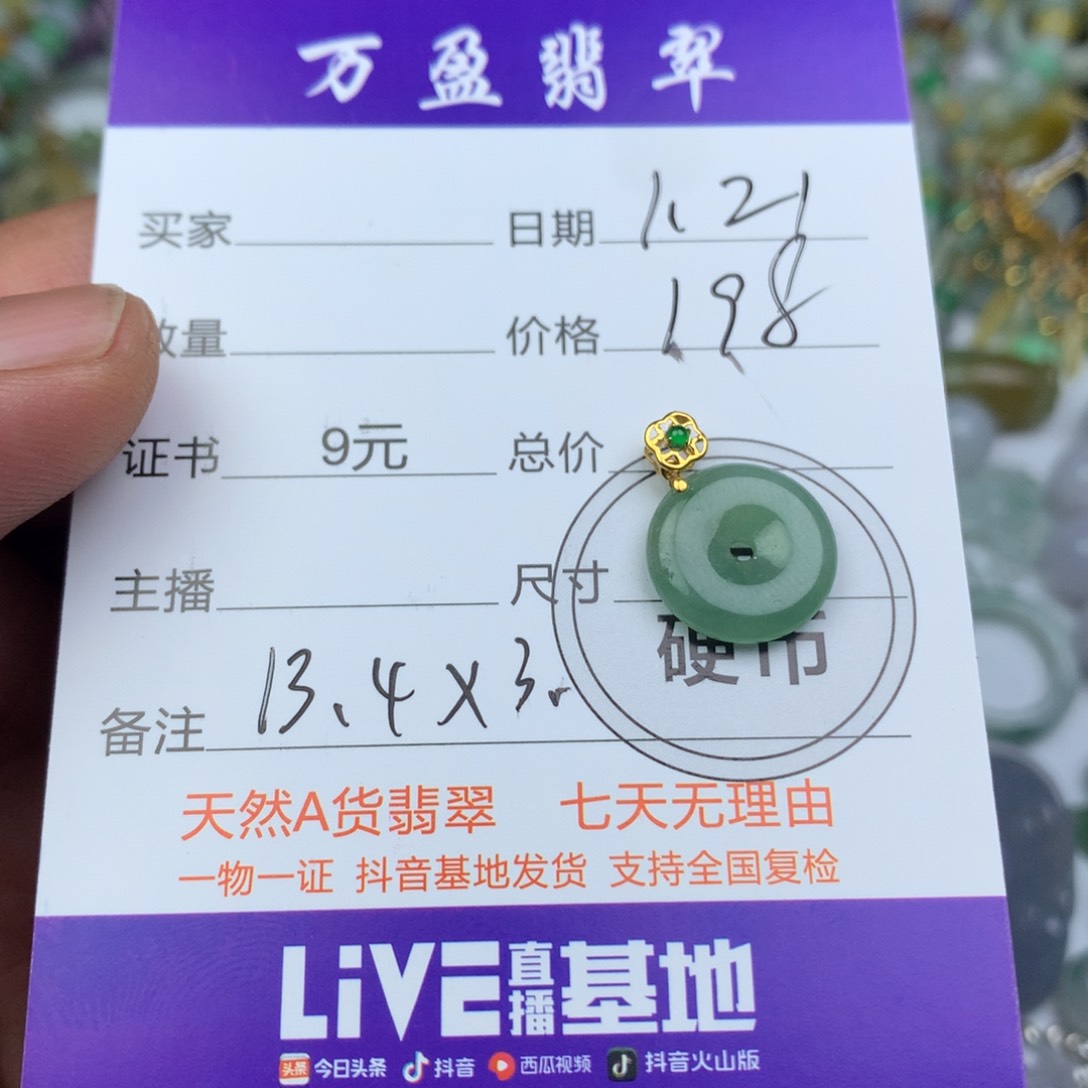 万盈翡翠
买家 日期 1.21
数量 价格 198
证书 9元 总价
主播 尺寸
硬币
备注 13.4X3.
天然A货翡翠 七天无理由
一物一证 抖音基地发货 支持全国复检
LiVE直播基地
头条 今日头条 抖音 西瓜视频 抖音火山版